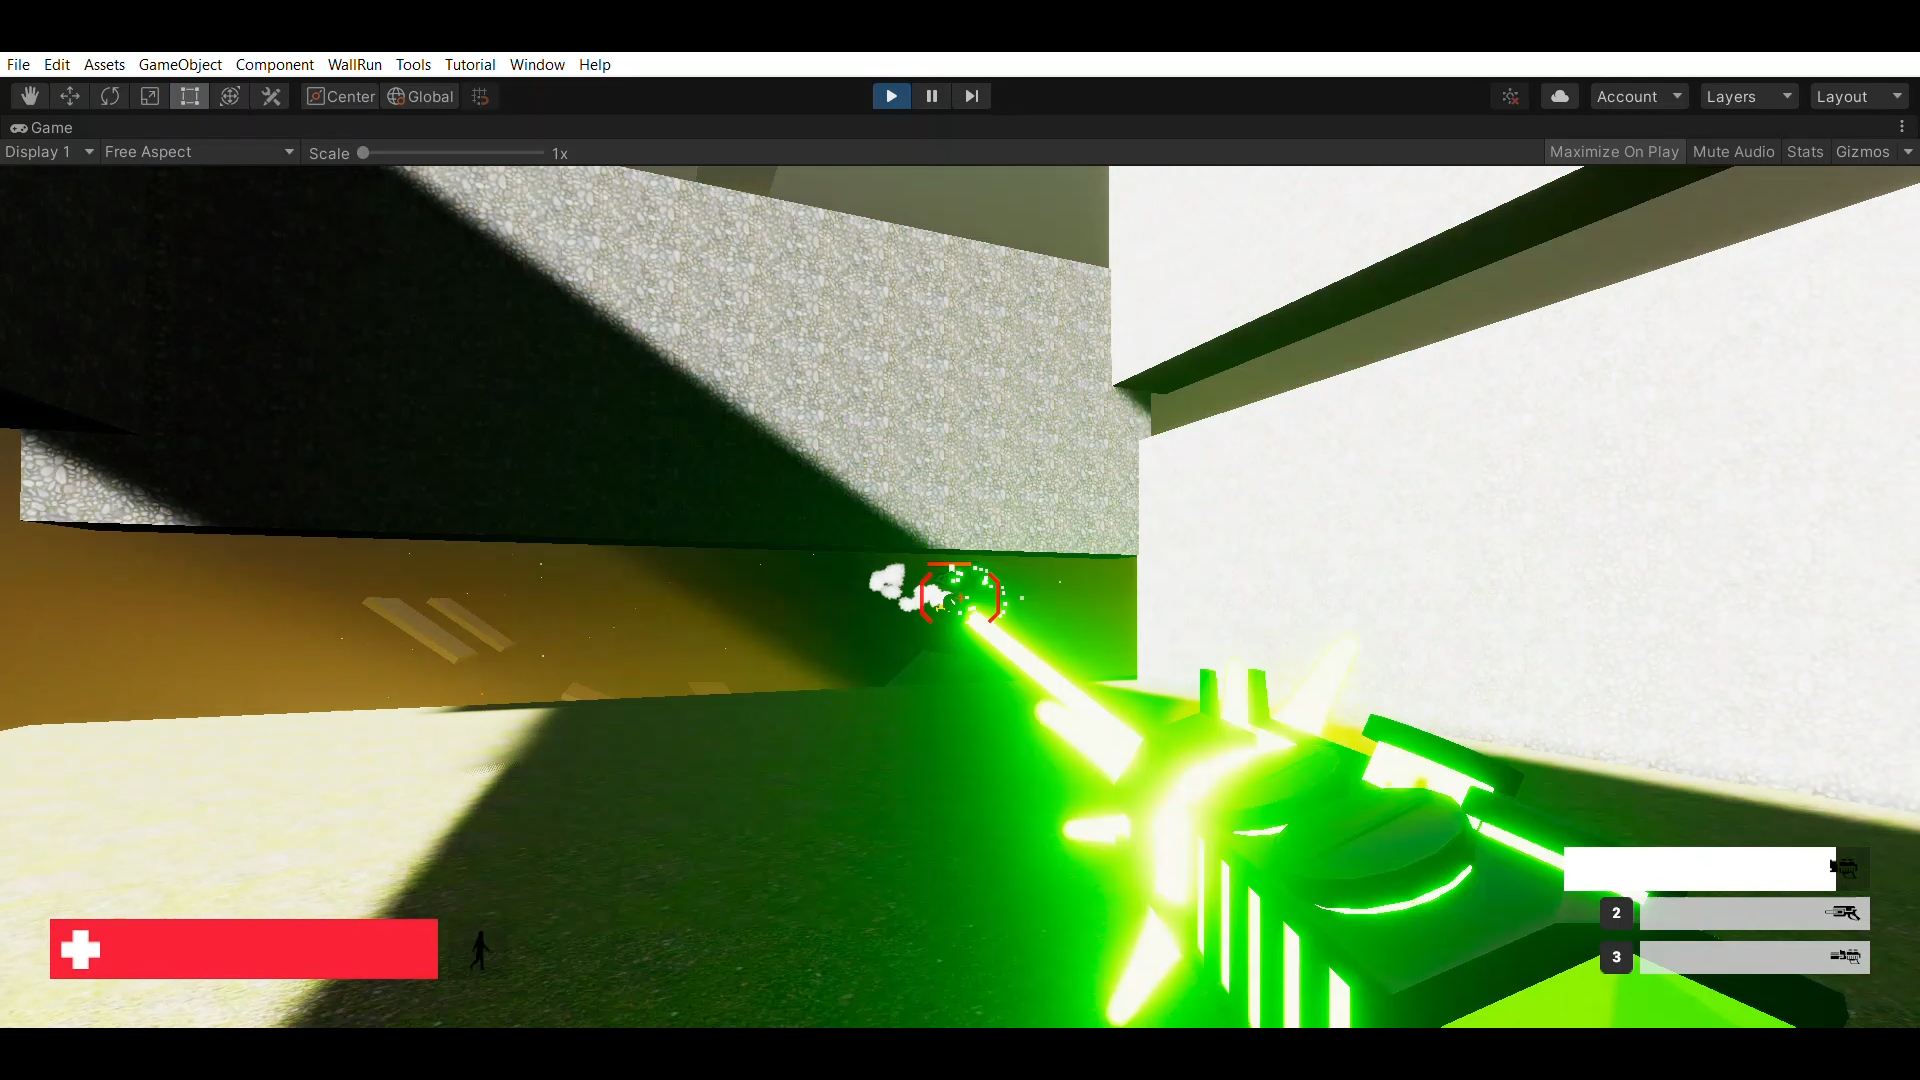 File Edit Assets GameObject Component WallRun Tools Tutorial Window Help
Center Global Account Layers Layout
Game
Display 1 Free Aspect Scale 1x Maximize On Play Mute Audio Stats Gizmos
2
3